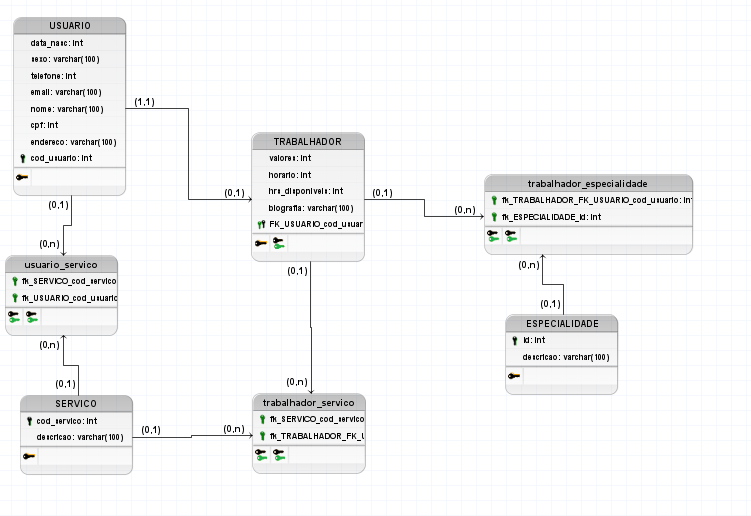 USUARIO
data_nasc: int
sexo: varchar(100)
telefone: int
email: varchar(100)
nome: varchar(100)
cpf: int
endereco: varchar(100)
cod_usuario: int
(1,1)
(0,1)
(0,n)
TRABALHADOR
valores: int
horario: int
hrs_disponiveis: int
biografia: varchar(100)
FK_USUARIO_cod_usuar
(0,1)
(0,1)
(0,n)
trabalhador_especialidade
fk_TRABALHADOR_FK_USUARIO_cod_usuario: int
fk_ESPECIALIDADE_id: int
usuario_servico
fk_SERVICO_cod_servico
fk_USUARIO_cod_usuario
(0,n)
(0,1)
(0,1)
(0,n)
(0,n)
(0,1)
ESPECIALIDADE
id: int
descricao: varchar(100)
SERVICO
cod_servico: int
descricao: varchar(100)
(0,1)
(0,n)
trabalhador_servico
fk_SERVICO_cod_servico
fk_TRABALHADOR_FK_U